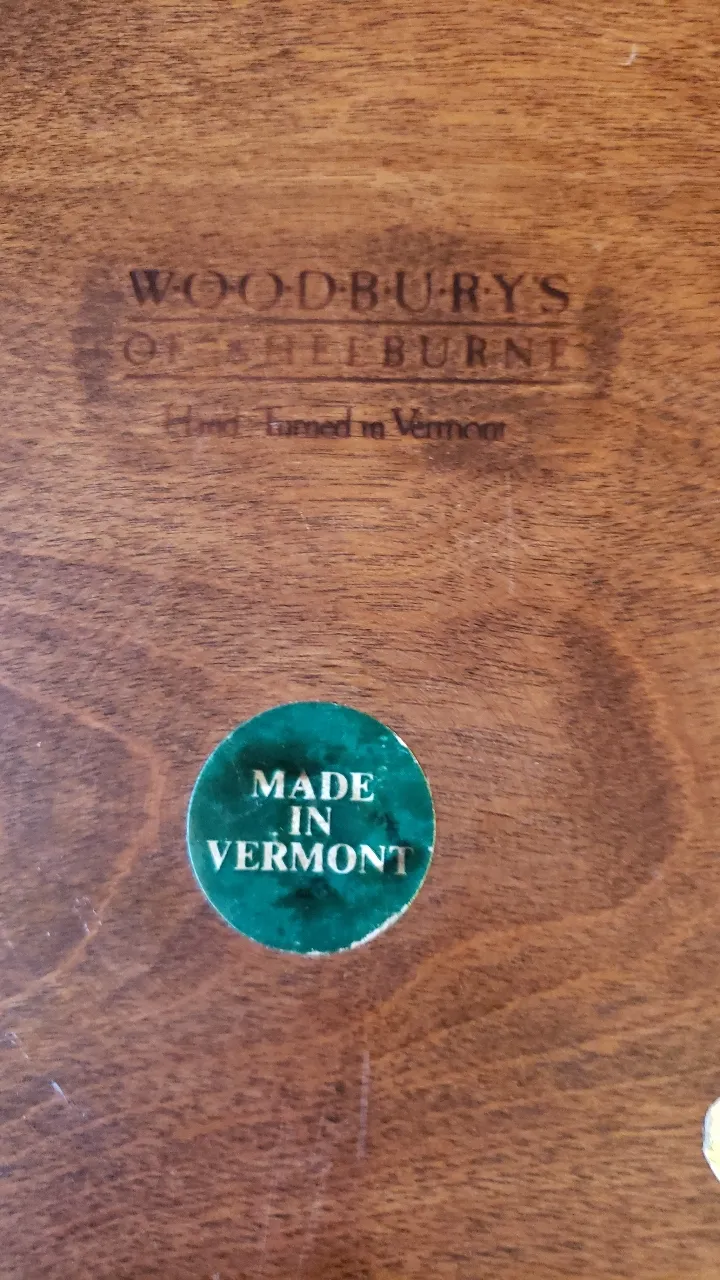 W·O·O·D·B·U·R·Y'S
OF SHELBURNE
Hand Turned in Vermont
MADE
IN
VERMONT